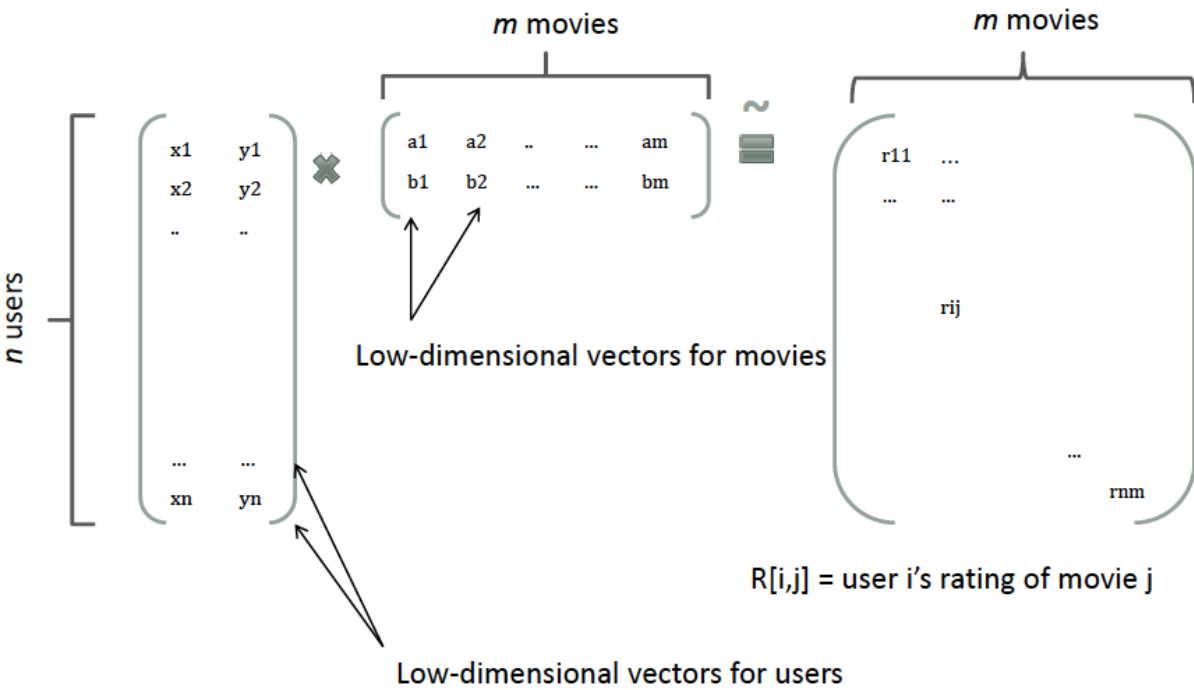 m movies
m movies
x1 y1
x2 y2
.. ..
... ...
xn yn
a1 a2 .. ... am
b1 b2 ... ... bm
~
=
r11 ...
... ...
rij
...
rnm
n users
Low-dimensional vectors for movies
R[i,j] = user i's rating of movie j
Low-dimensional vectors for users